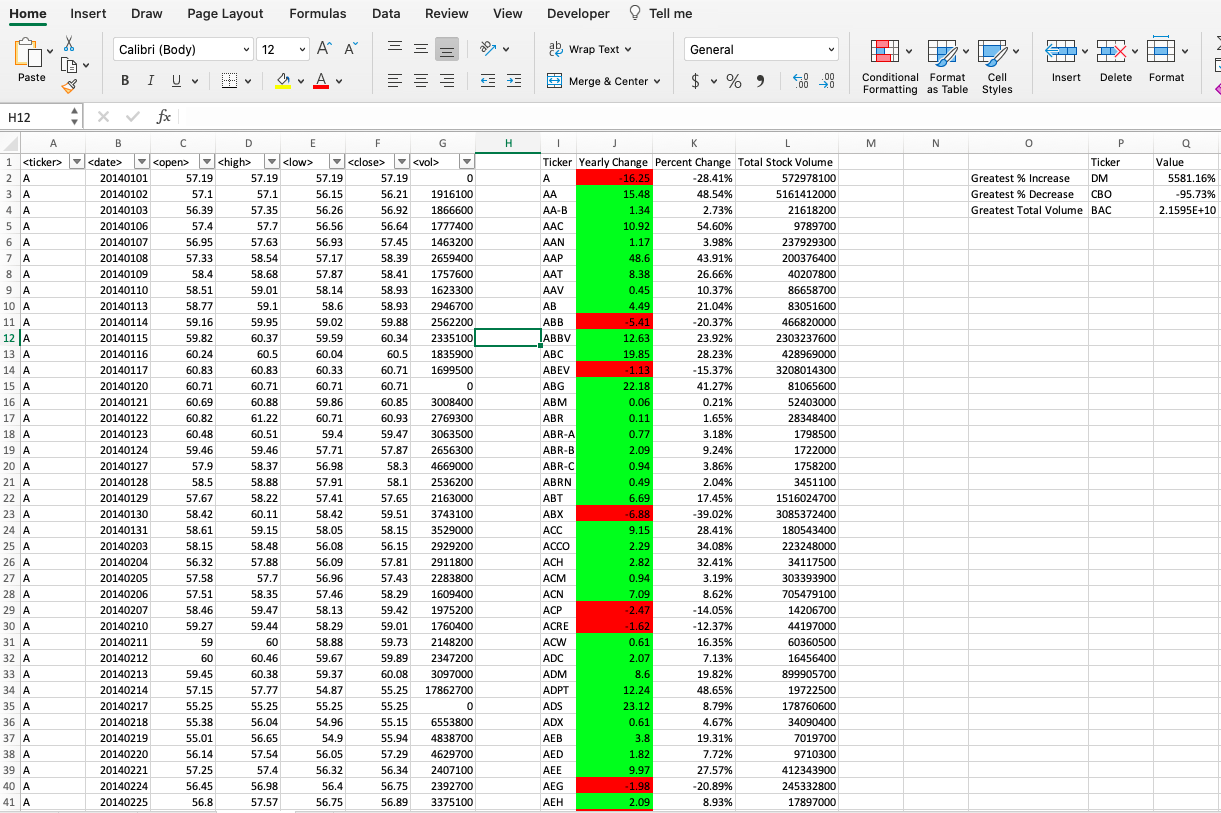 Home Insert Draw Page Layout Formulas Data Review View Developer Tell me
Paste
Calibri (Body) 12 A A
B I U A
ab Wrap Text
Merge & Center
General
$ % 9 .00
Conditional Formatting
Format as Table
Cell Styles
Insert Delete Format
H12 fx
A B C D E F G H I J K L M N O P Q
1 <ticker> <date> <open> <high> <low> <close> <vol> Ticker Yearly Change Percent Change Total Stock Volume Ticker Value
2 A 20140101 57.19 57.19 57.19 57.19 0 A -16.25 -28.41% 572978100 Greatest % Increase DM 5581.16%
3 A 20140102 57.1 57.1 56.15 56.21 1916100 AA 15.48 48.54% 5161412000 Greatest % Decrease CBO -95.73%
4 A 20140103 56.39 57.35 56.26 56.92 1866600 AA-B 1.34 2.73% 21618200 Greatest Total Volume BAC 2.1595E+10
5 A 20140106 57.4 57.7 56.56 56.64 1777400 AAC 10.92 54.60% 9789700
6 A 20140107 56.95 57.63 56.93 57.45 1463200 AAN 1.17 3.98% 237929300
7 A 20140108 57.33 58.54 57.17 58.39 2659400 AAP 48.6 43.91% 200376400
8 A 20140109 58.4 58.68 57.87 58.41 1757600 AAT 8.38 26.66% 40207800
9 A 20140110 58.51 59.01 58.14 58.93 1623300 AAV 0.45 10.37% 86658700
10 A 20140113 58.77 59.1 58.6 58.93 2946700 AB 4.49 21.04% 83051600
11 A 20140114 59.16 59.95 59.02 59.88 2562200 ABB -5.41 -20.37% 466820000
12 A 20140115 59.82 60.37 59.59 60.34 2335100 ABBV 12.63 23.92% 2303237600
13 A 20140116 60.24 60.5 60.04 60.5 1835900 ABC 19.85 28.23% 428969000
14 A 20140117 60.83 60.83 60.33 60.71 1699500 ABEV -1.13 -15.37% 3208014300
15 A 20140120 60.71 60.71 60.71 60.71 0 ABG 22.18 41.27% 81065600
16 A 20140121 60.69 60.88 59.86 60.85 3008400 ABM 0.06 0.21% 52403000
17 A 20140122 60.82 61.22 60.71 60.93 2769300 ABR 0.11 1.65% 28348400
18 A 20140123 60.48 60.51 59.4 59.47 3063500 ABR-A 0.77 3.18% 1798500
19 A 20140124 59.46 59.46 57.71 57.87 2656300 ABR-B 2.09 9.24% 1722000
20 A 20140127 57.9 58.37 56.98 58.3 4669000 ABR-C 0.94 3.86% 1758200
21 A 20140128 58.5 58.88 57.91 58.1 2536200 ABRN 0.49 2.04% 3451100
22 A 20140129 57.67 58.22 57.41 57.65 2163000 ABT 6.69 17.45% 1516024700
23 A 20140130 58.42 60.11 58.42 59.51 3743100 ABX -6.88 -39.02% 3085372400
24 A 20140131 58.61 59.15 58.05 58.15 3529000 ACC 9.15 28.41% 180543400
25 A 20140203 58.15 58.48 56.08 56.15 2929200 ACCO 2.29 34.08% 223248000
26 A 20140204 56.32 57.88 56.09 57.81 2911800 ACH 2.82 32.41% 34117500
27 A 20140205 57.58 57.7 56.96 57.43 2283800 ACM 0.94 3.19% 303393900
28 A 20140206 57.51 58.35 57.46 58.29 1609400 ACN 7.09 8.62% 705479100
29 A 20140207 58.46 59.47 58.13 59.42 1975200 ACP -2.47 -14.05% 14206700
30 A 20140210 59.27 59.44 58.29 59.01 1760400 ACRE -1.62 -12.37% 44197000
31 A 20140211 59 60 58.88 59.73 2148200 ACW 0.61 16.35% 60360500
32 A 20140212 60 60.46 59.67 59.89 2347200 ADC 2.07 7.13% 16456400
33 A 20140213 59.45 60.38 59.37 60.08 3097000 ADM 8.6 19.82% 899905700
34 A 20140214 57.15 57.77 54.87 55.25 17862700 ADPT 12.24 48.65% 19722500
35 A 20140217 55.25 55.25 55.25 55.25 0 ADS 23.12 8.79% 178760600
36 A 20140218 55.38 56.04 54.96 55.15 6553800 ADX 0.61 4.67% 34090400
37 A 20140219 55.01 56.65 54.9 55.94 4838700 AEB 3.8 19.31% 7019700
38 A 20140220 56.14 57.54 56.05 57.29 4629700 AED 1.82 7.72% 9710300
39 A 20140221 57.25 57.4 56.32 56.34 2407100 AEE 9.97 27.57% 412343900
40 A 20140224 56.45 56.98 56.4 56.75 2392700 AEG -1.98 -20.89% 245332800
41 A 20140225 56.8 57.57 56.75 56.89 3375100 AEH 2.09 8.93% 17897000